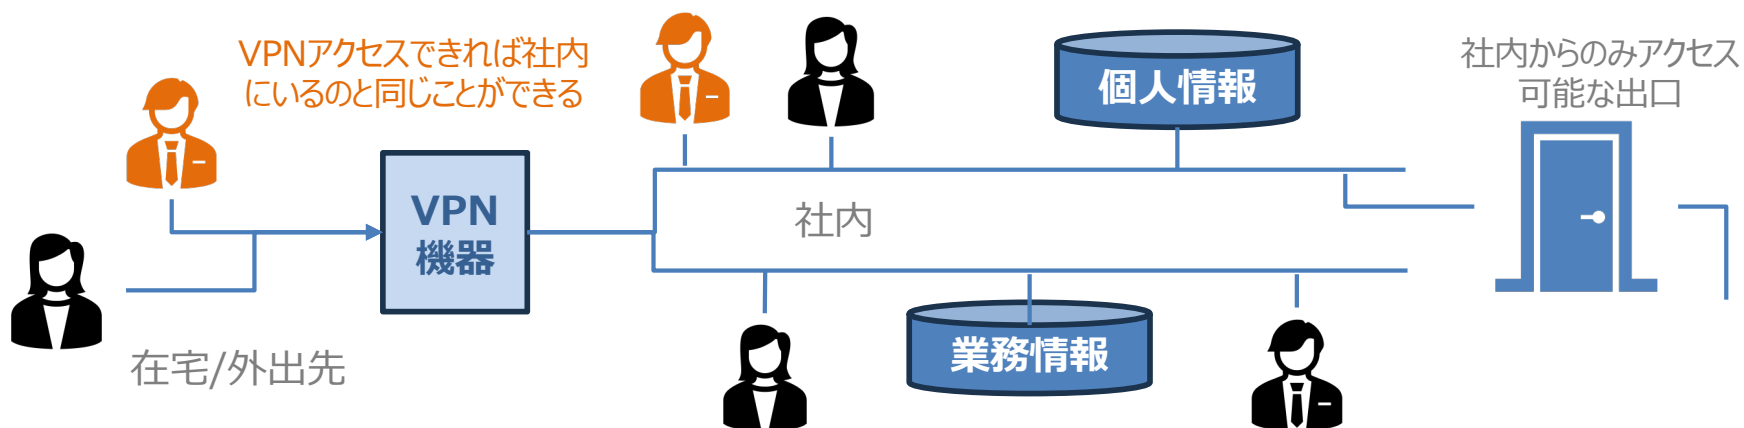 VPNアクセスできれば社内
にいるのと同じことができる
個人情報
社内からのみアクセス
可能な出口
VPN
機器
社内
業務情報
在宅/外出先